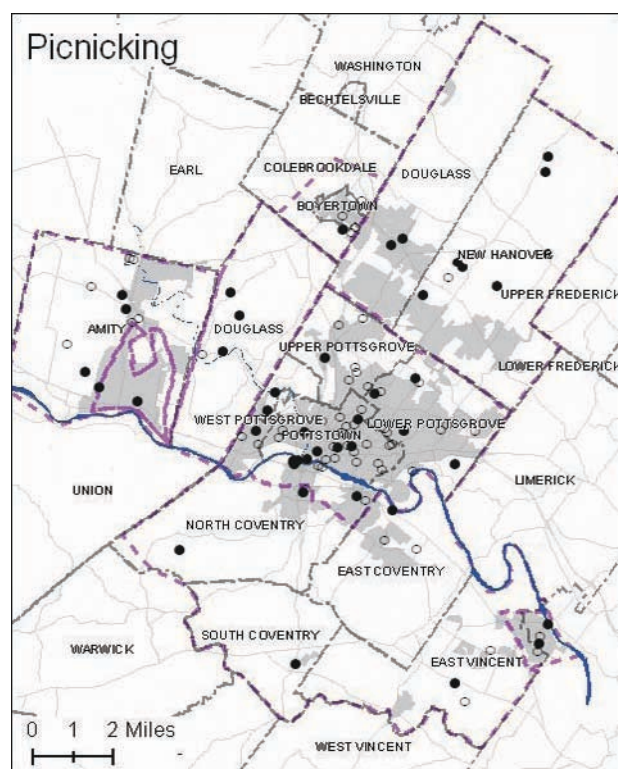 Picnicking
WASHINGTON
BECHTELSVILLE
EARL
COLEBROOKDALE
DOUGLASS
BOYERTOWN
NEW HANOVER
UPPER FREDERICK
AMITY
DOUGLASS
UPPER POTTSGROVE
LOWER FREDERICK
WEST POTTSGROVE
LOWER POTTSGROVE
POTTSTOWN
UNION
LIMERICK
NORTH COVENTRY
EAST COVENTRY
SOUTH COVENTRY
WARWICK
EAST VINCENT
0 1 2 Miles
WEST VINCENT